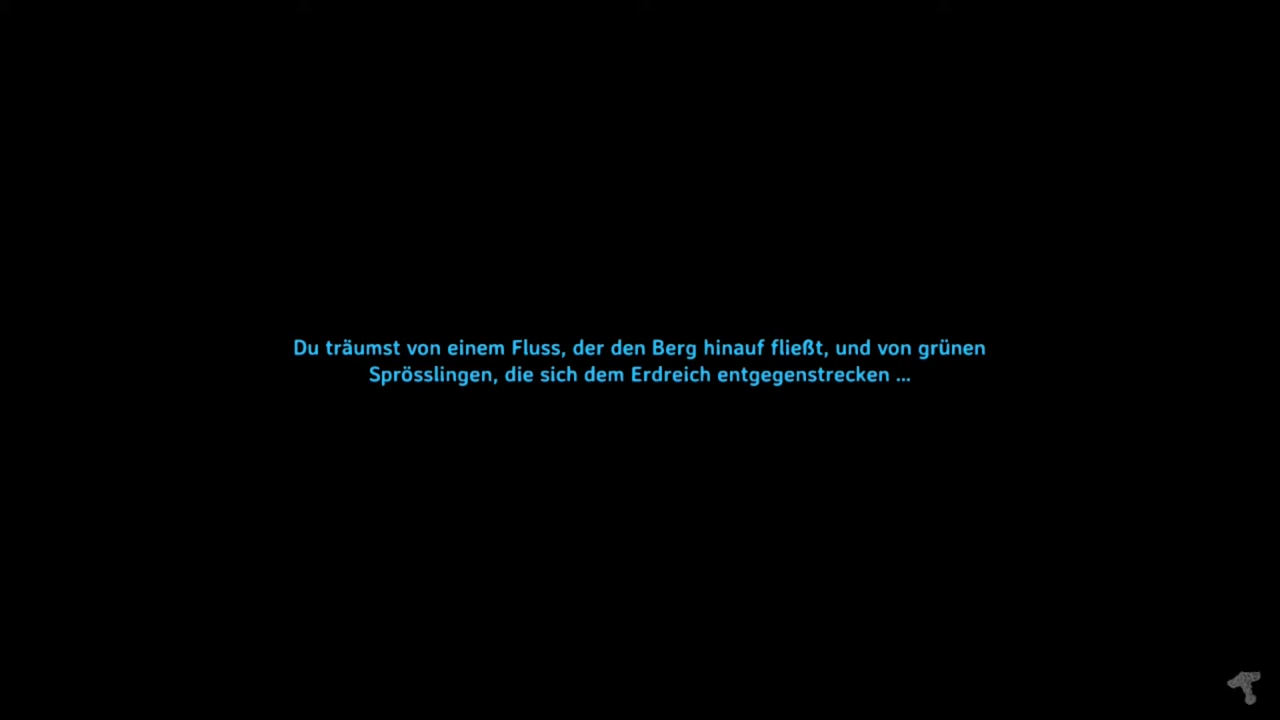 Du träumst von einem Fluss, der den Berg hinauf fließt, und von grünen
Sprösslingen, die sich dem Erdreich entgegenstrecken ...